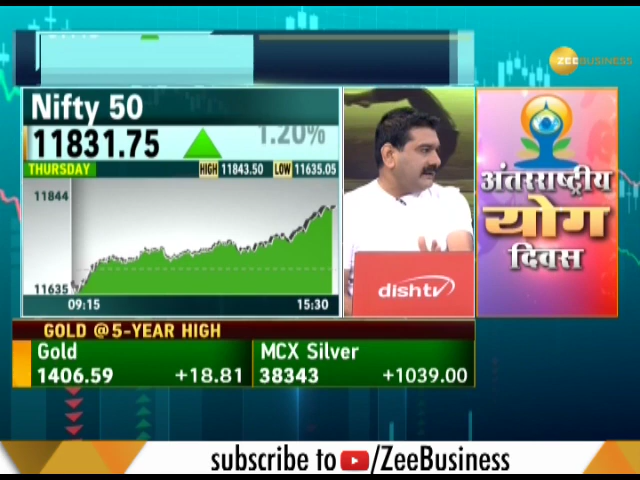 ZEEBUSINESS
Nifty 50
11831.75
1.20%
THURSDAY
HIGH 11843.50
LOW 11635.05
11844
11635
09:15
15:30
dishtv
अंतरराष्ट्रीय
योग
दिवस
GOLD @ 5-YEAR HIGH
Gold
1406.59 +18.81
MCX Silver
38343 +1039.00
subscribe to /ZeeBusiness